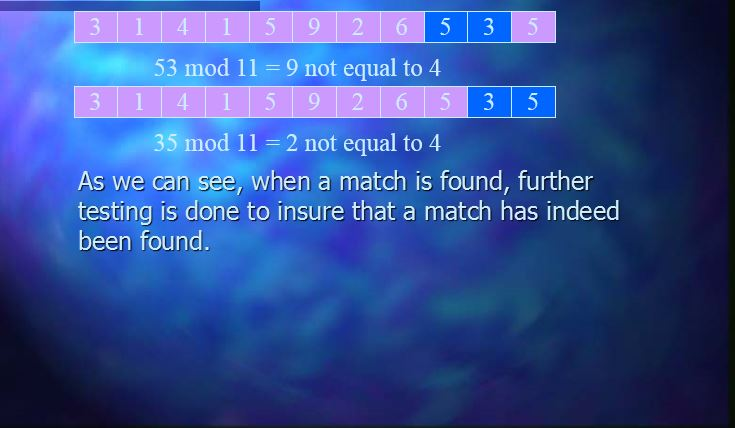 3 1 4 1 5 9 2 6 5 3 5
53 mod 11 = 9 not equal to 4
3 1 4 1 5 9 2 6 5 3 5
35 mod 11 = 2 not equal to 4
As we can see, when a match is found, further
testing is done to insure that a match has indeed
been found.